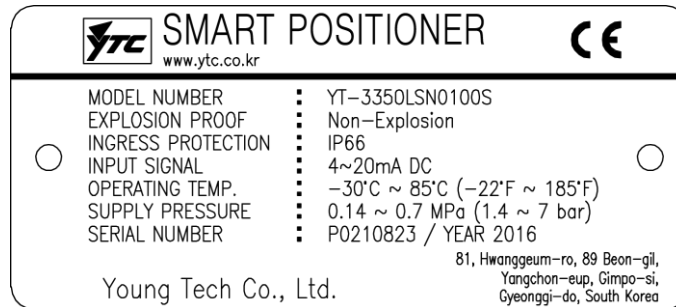 YTC SMART POSITIONER CE
www.ytc.co.kr
MODEL NUMBER : YT-3350LSN0100S
EXPLOSION PROOF : Non-Explosion
INGRESS PROTECTION : IP66
INPUT SIGNAL : 4~20mA DC
OPERATING TEMP. : -30°C ~ 85°C (-22°F ~ 185°F)
SUPPLY PRESSURE : 0.14 ~ 0.7 MPa (1.4 ~ 7 bar)
SERIAL NUMBER : P0210823 / YEAR 2016
81, Hwanggeum-ro, 89 Beon-gil,
Yangchon-eup, Gimpo-si,
Gyeonggi-do, South Korea
Young Tech Co., Ltd.